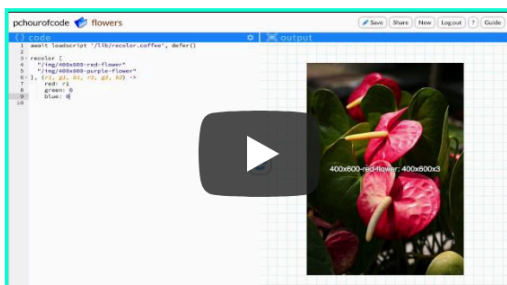 pchourofcode flowers
Save Share New Log out ? Guide
{} code
output
1 await loadscript '/lib/recolor.coffee', defer()
2
3 recolor [
4 "/img/400x600-red-flower"
5 "/img/400x600-purple-flower"
6 ], (r1, g1, b1, r2, g2, b2) ->
7 red: r1
8 green: 0
9 blue: 0
10
400x600-red-flower: 400x600x3